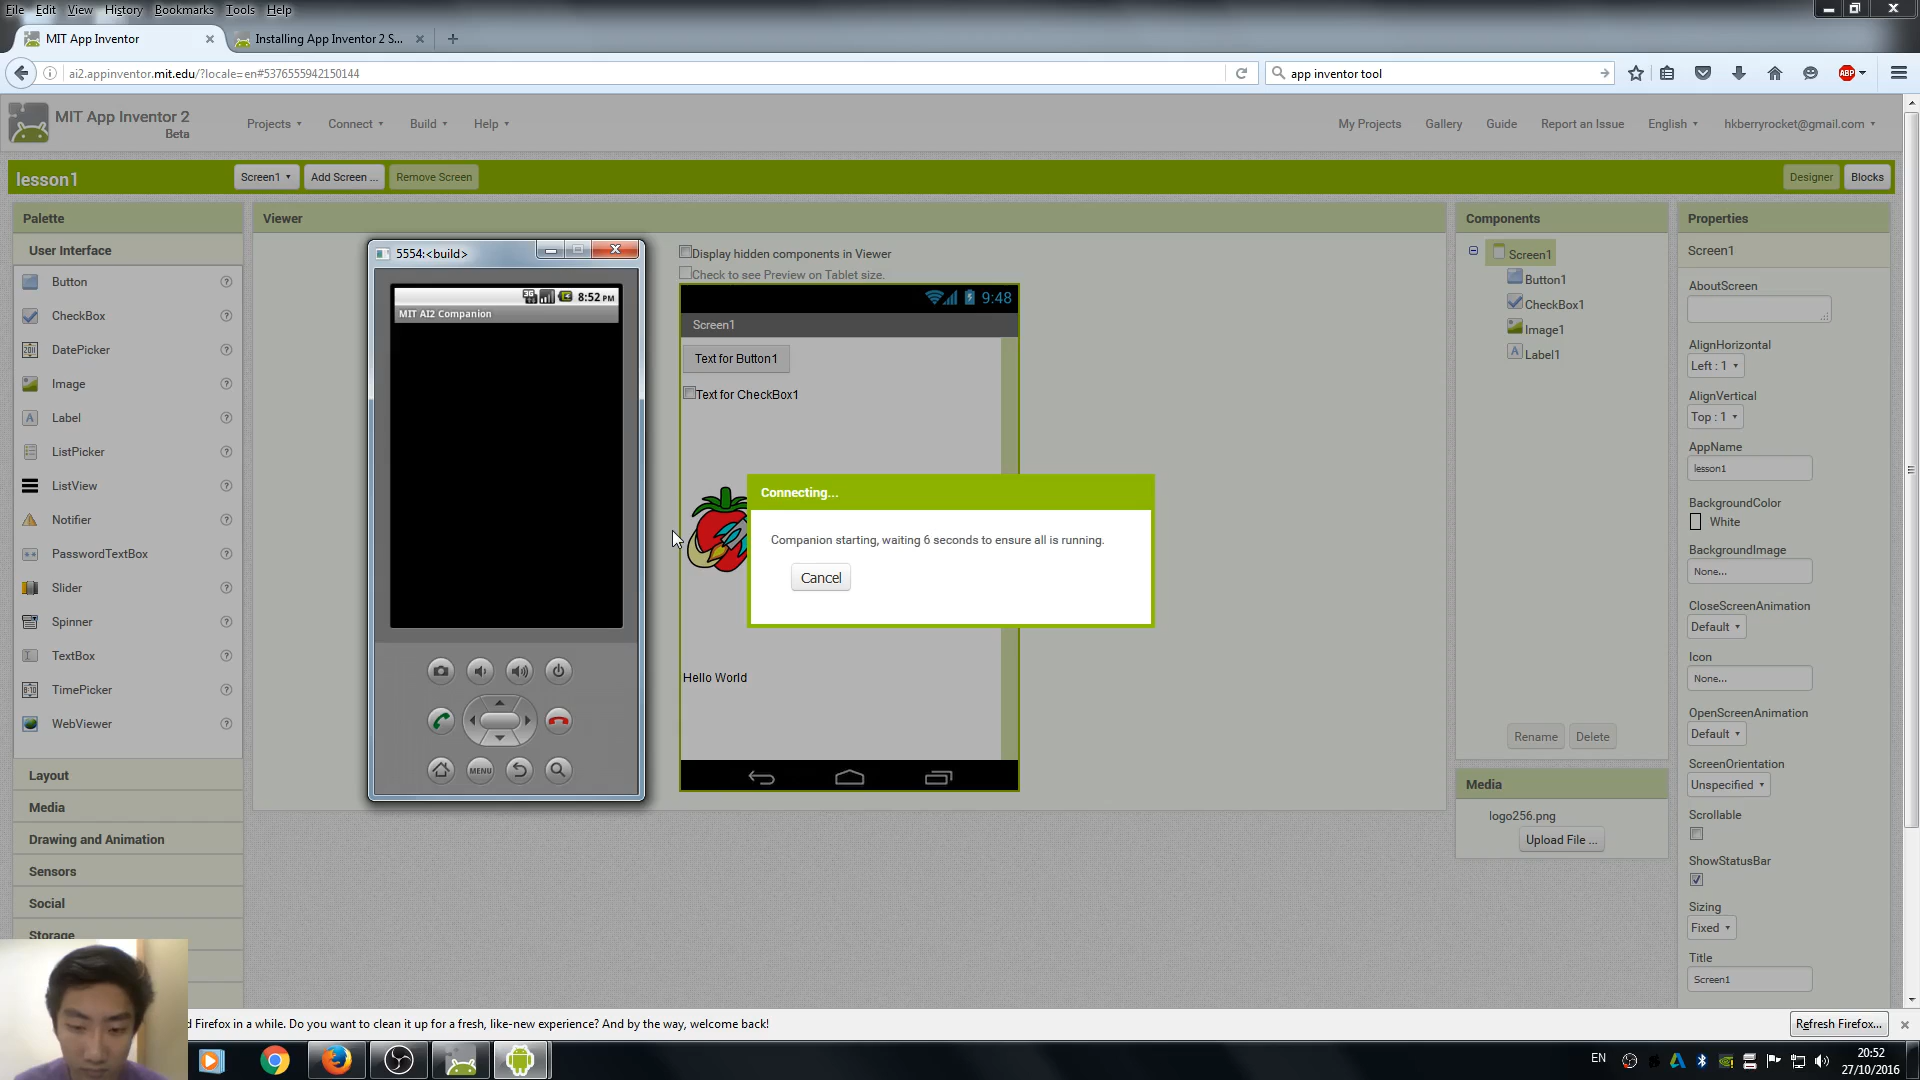 File Edit View History Bookmarks Tools Help
MIT App Inventor
Installing App Inventor 2 S...
ai2.appinventor.mit.edu/?locale=en#5376555942150144
app inventor tool
ABP
MIT App Inventor 2
Beta
Projects Connect Build Help
My Projects Gallery Guide Report an Issue English hkberryrocket@gmail.com
lesson1
Screen1 Add Screen ... Remove Screen
Designer Blocks
Palette
User Interface
Button
CheckBox
DatePicker
Image
Label
ListPicker
ListView
Notifier
PasswordTextBox
Slider
Spinner
TextBox
TimePicker
WebViewer
Layout
Media
Drawing and Animation
Sensors
Social
Storage
Viewer
5554:<build>
8:52 PM
MIT AI2 Companion
MENU
Display hidden components in Viewer
Check to see Preview on Tablet size.
9:48
Screen1
Text for Button1
Text for CheckBox1
Hello World
Connecting...
Companion starting, waiting 6 seconds to ensure all is running.
Cancel
Components
Screen1
Button1
CheckBox1
Image1
Label1
Rename Delete
Media
logo256.png
Upload File ...
Properties
Screen1
AboutScreen
AlignHorizontal
Left : 1
AlignVertical
Top : 1
AppName
lesson1
BackgroundColor
White
BackgroundImage
None...
CloseScreenAnimation
Default
Icon
None...
OpenScreenAnimation
Default
ScreenOrientation
Unspecified
Scrollable
ShowStatusBar
Sizing
Fixed
Title
Screen1
d Firefox in a while. Do you want to clean it up for a fresh, like-new experience? And by the way, welcome back!
Refresh Firefox...
EN
20:52
27/10/2016